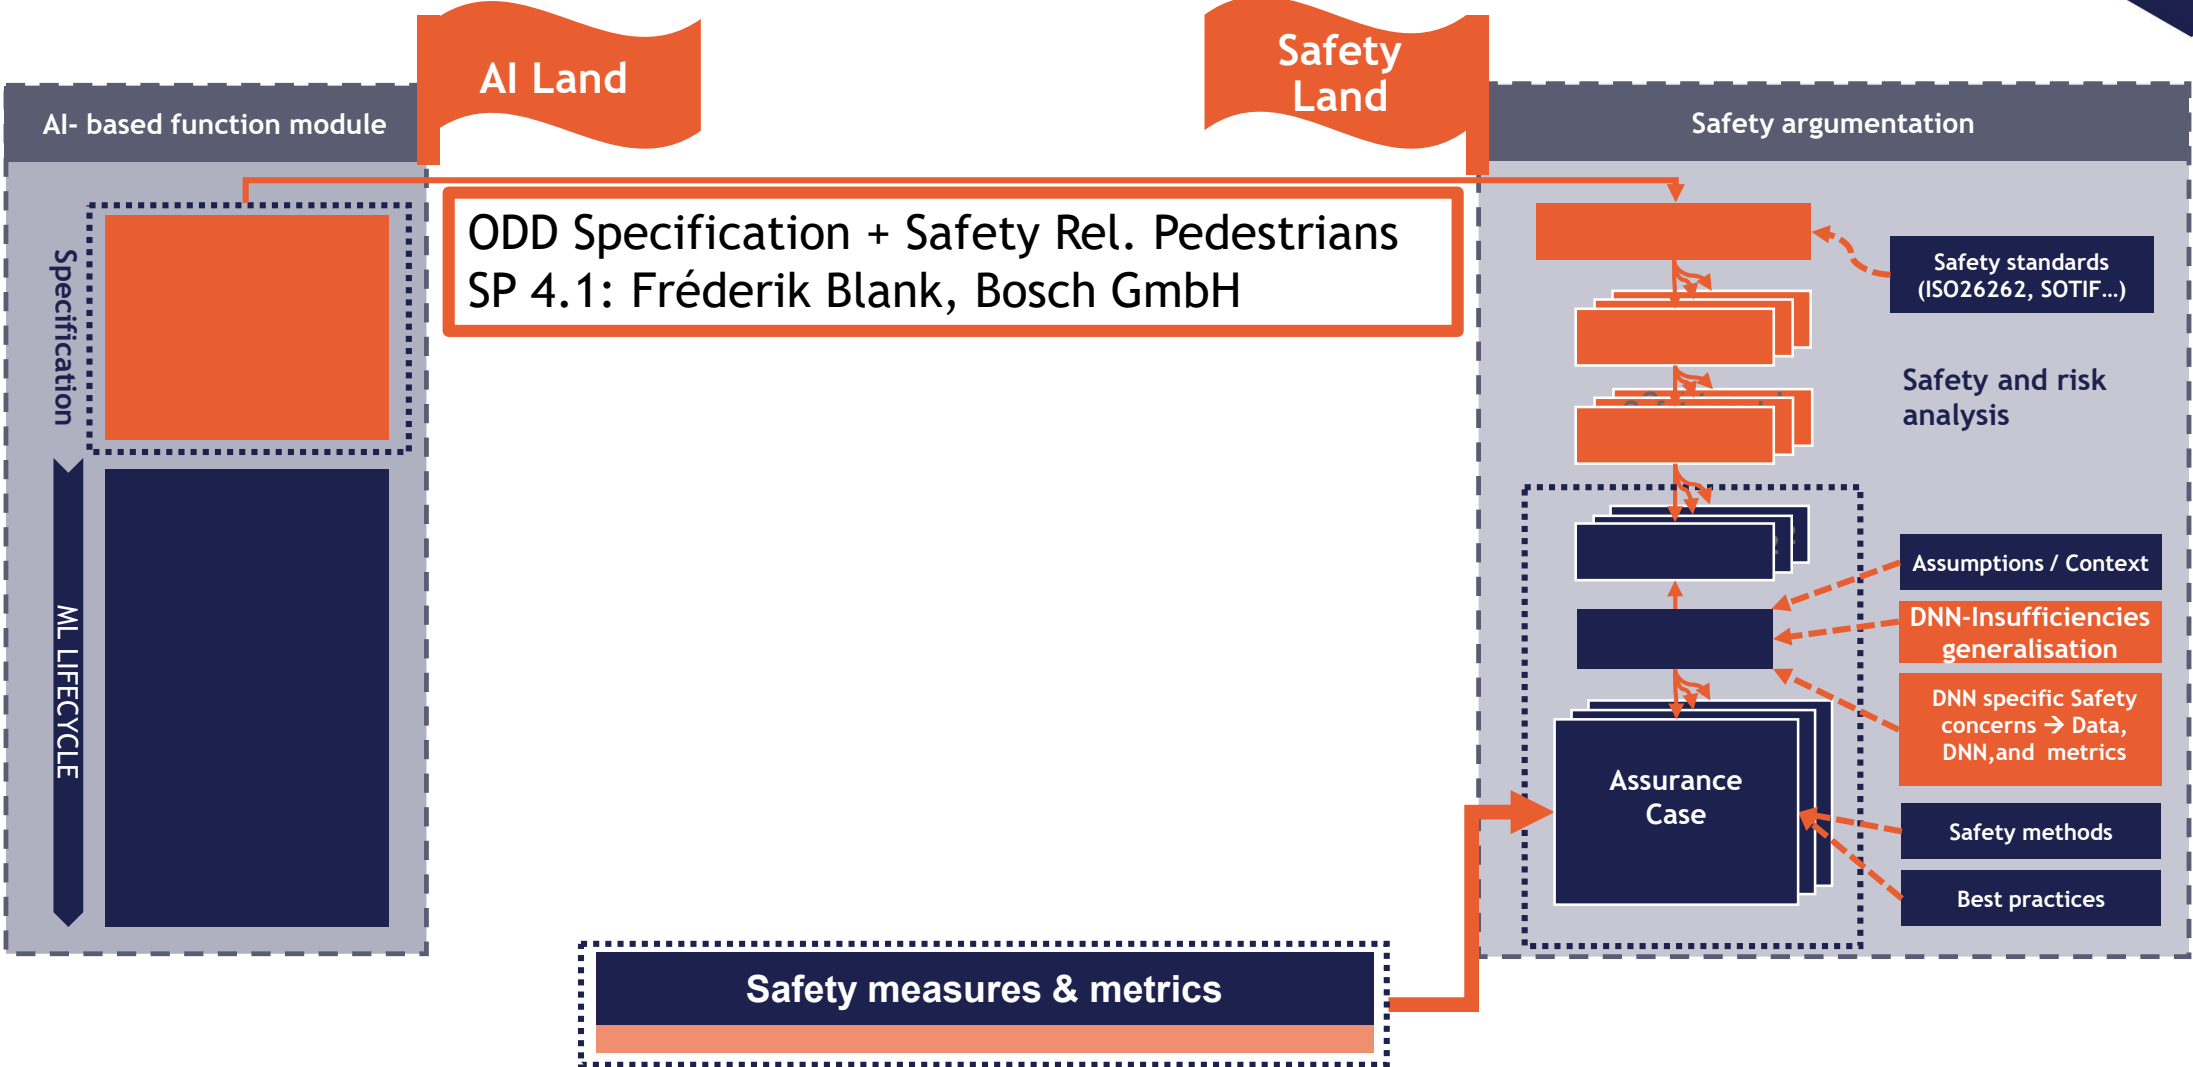 AI Land
Safety
Land
AI- based function module
Safety argumentation
Specification
ML LIFECYCLE
ODD Specification + Safety Rel. Pedestrians
SP 4.1: Fréderik Blank, Bosch GmbH
Safety standards
(ISO26262, SOTIF…)
Safety and risk
analysis
Assumptions / Context
DNN-Insufficiencies
generalisation
DNN specific Safety
concerns → Data,
DNN,and metrics
Assurance
Case
Safety methods
Best practices
Safety measures & metrics